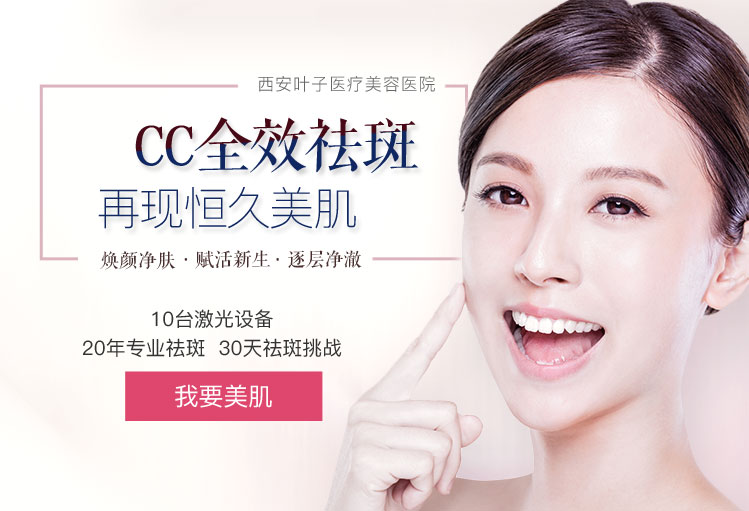 西安叶子医疗美容医院
CC全效祛斑
再现恒久美肌
焕颜净肤·赋活新生·逐层净澈
10台激光设备
20年专业祛斑 30天祛斑挑战
我要美肌